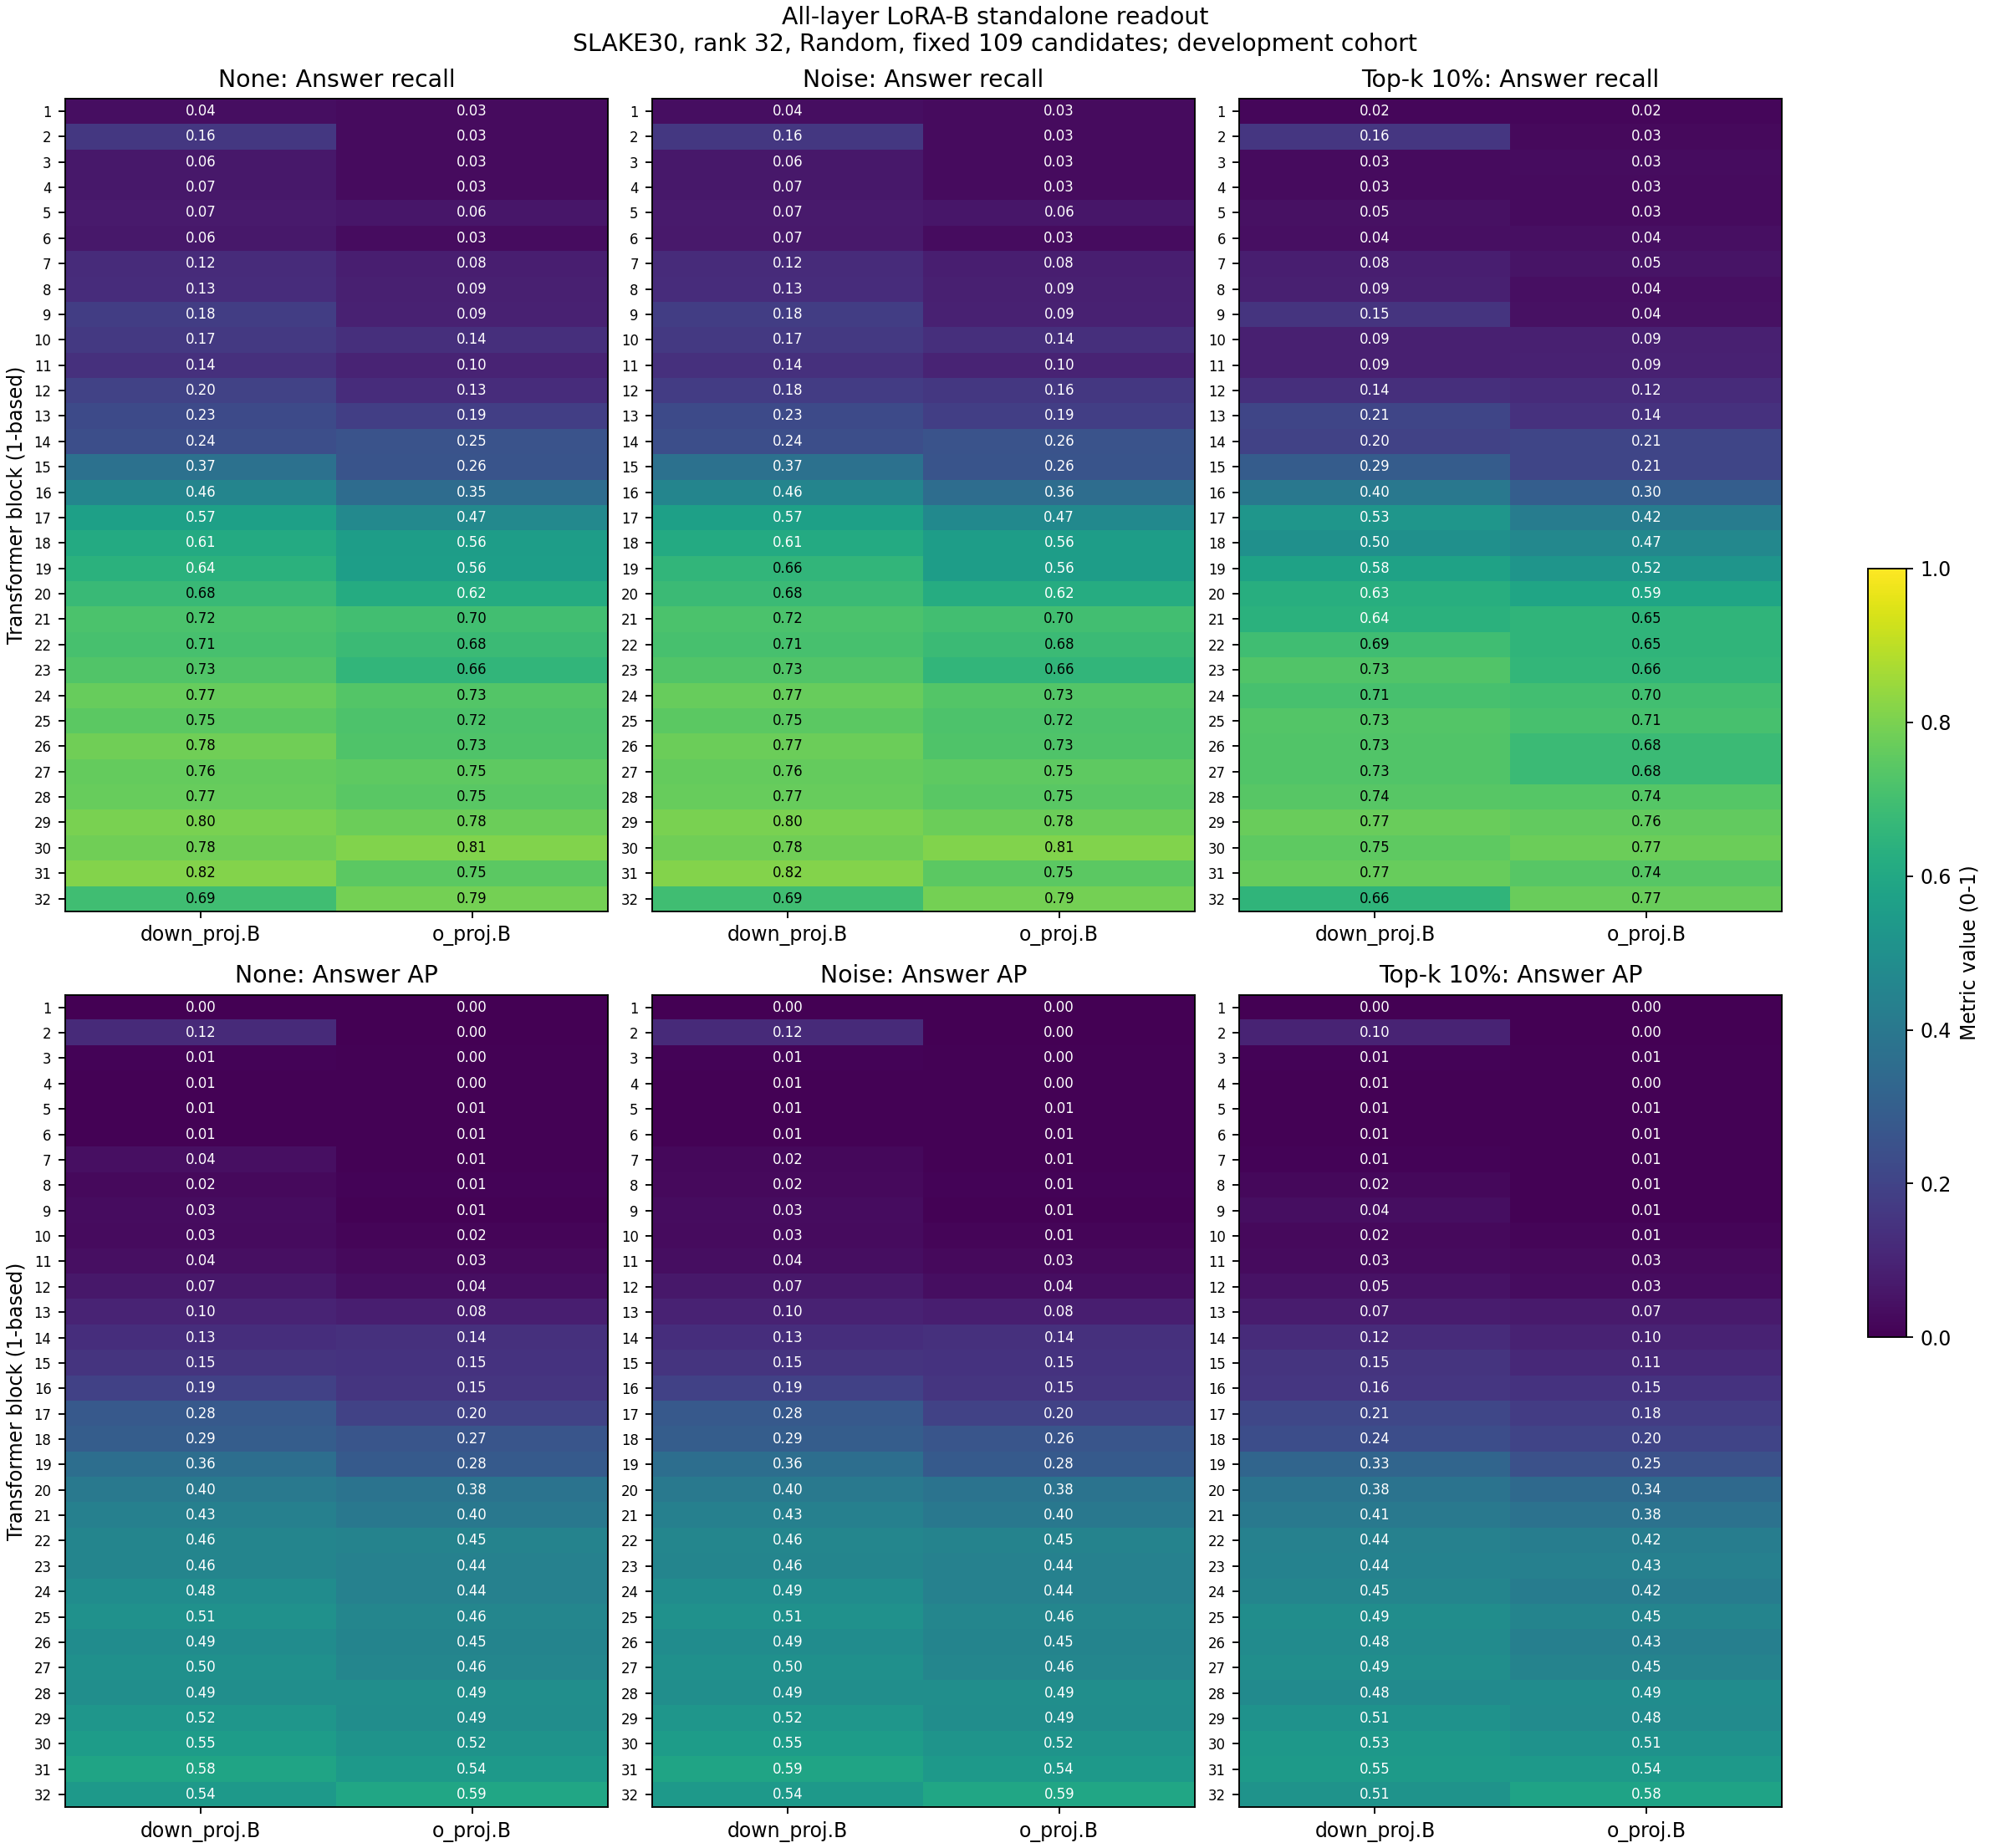 All-layer LoRA-B standalone readout
SLAKE30, rank 32, Random, fixed 109 candidates; development cohort
None: Answer recall
Transformer block (1-based)
1 0.04 0.03
2 0.16 0.03
3 0.06 0.03
4 0.07 0.03
5 0.07 0.06
6 0.06 0.03
7 0.12 0.08
8 0.13 0.09
9 0.18 0.09
10 0.17 0.14
11 0.14 0.10
12 0.20 0.13
13 0.23 0.19
14 0.24 0.25
15 0.37 0.26
16 0.46 0.35
17 0.57 0.47
18 0.61 0.56
19 0.64 0.56
20 0.68 0.62
21 0.72 0.70
22 0.71 0.68
23 0.73 0.66
24 0.77 0.73
25 0.75 0.72
26 0.78 0.73
27 0.76 0.75
28 0.77 0.75
29 0.80 0.78
30 0.78 0.81
31 0.82 0.75
32 0.69 0.79
down_proj.B o_proj.B
Noise: Answer recall
1 0.04 0.03
2 0.16 0.03
3 0.06 0.03
4 0.07 0.03
5 0.07 0.06
6 0.07 0.03
7 0.12 0.08
8 0.13 0.09
9 0.18 0.09
10 0.17 0.14
11 0.14 0.10
12 0.18 0.16
13 0.23 0.19
14 0.24 0.26
15 0.37 0.26
16 0.46 0.36
17 0.57 0.47
18 0.61 0.56
19 0.66 0.56
20 0.68 0.62
21 0.72 0.70
22 0.71 0.68
23 0.73 0.66
24 0.77 0.73
25 0.75 0.72
26 0.77 0.73
27 0.76 0.75
28 0.77 0.75
29 0.80 0.78
30 0.78 0.81
31 0.82 0.75
32 0.69 0.79
down_proj.B o_proj.B
Top-k 10%: Answer recall
1 0.02 0.02
2 0.16 0.03
3 0.03 0.03
4 0.03 0.03
5 0.05 0.03
6 0.04 0.04
7 0.08 0.05
8 0.09 0.04
9 0.15 0.04
10 0.09 0.09
11 0.09 0.09
12 0.14 0.12
13 0.21 0.14
14 0.20 0.21
15 0.29 0.21
16 0.40 0.30
17 0.53 0.42
18 0.50 0.47
19 0.58 0.52
20 0.63 0.59
21 0.64 0.65
22 0.69 0.65
23 0.73 0.66
24 0.71 0.70
25 0.73 0.71
26 0.73 0.68
27 0.73 0.68
28 0.74 0.74
29 0.77 0.76
30 0.75 0.77
31 0.77 0.74
32 0.66 0.77
down_proj.B o_proj.B
None: Answer AP
Transformer block (1-based)
1 0.00 0.00
2 0.12 0.00
3 0.01 0.00
4 0.01 0.00
5 0.01 0.01
6 0.01 0.01
7 0.04 0.01
8 0.02 0.01
9 0.03 0.01
10 0.03 0.02
11 0.04 0.03
12 0.07 0.04
13 0.10 0.08
14 0.13 0.14
15 0.15 0.15
16 0.19 0.15
17 0.28 0.20
18 0.29 0.27
19 0.36 0.28
20 0.40 0.38
21 0.43 0.40
22 0.46 0.45
23 0.46 0.44
24 0.48 0.44
25 0.51 0.46
26 0.49 0.45
27 0.50 0.46
28 0.49 0.49
29 0.52 0.49
30 0.55 0.52
31 0.58 0.54
32 0.54 0.59
down_proj.B o_proj.B
Noise: Answer AP
1 0.00 0.00
2 0.12 0.00
3 0.01 0.00
4 0.01 0.00
5 0.01 0.01
6 0.01 0.01
7 0.02 0.01
8 0.02 0.01
9 0.03 0.01
10 0.03 0.01
11 0.04 0.03
12 0.07 0.04
13 0.10 0.08
14 0.13 0.14
15 0.15 0.15
16 0.19 0.15
17 0.28 0.20
18 0.29 0.26
19 0.36 0.28
20 0.40 0.38
21 0.43 0.40
22 0.46 0.45
23 0.46 0.44
24 0.49 0.44
25 0.51 0.46
26 0.49 0.45
27 0.50 0.46
28 0.49 0.49
29 0.52 0.49
30 0.55 0.52
31 0.59 0.54
32 0.54 0.59
down_proj.B o_proj.B
Top-k 10%: Answer AP
1 0.00 0.00
2 0.10 0.00
3 0.01 0.01
4 0.01 0.00
5 0.01 0.01
6 0.01 0.01
7 0.01 0.01
8 0.02 0.01
9 0.04 0.01
10 0.02 0.01
11 0.03 0.03
12 0.05 0.03
13 0.07 0.07
14 0.12 0.10
15 0.15 0.11
16 0.16 0.15
17 0.21 0.18
18 0.24 0.20
19 0.33 0.25
20 0.38 0.34
21 0.41 0.38
22 0.44 0.42
23 0.44 0.43
24 0.45 0.42
25 0.49 0.45
26 0.48 0.43
27 0.49 0.45
28 0.48 0.49
29 0.51 0.48
30 0.53 0.51
31 0.55 0.54
32 0.51 0.58
down_proj.B o_proj.B
1.0
0.8
0.6
0.4
0.2
0.0
Metric value (0-1)